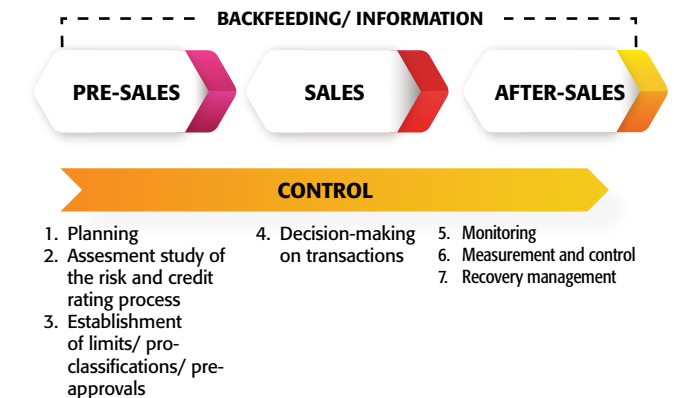 BACKFEEDING/ INFORMATION
PRE-SALES
SALES
AFTER-SALES
CONTROL
1. Planning
2. Assesment study of
the risk and credit
rating process
3. Establishment
of limits/ pro-
classifications/ pre-
approvals
4. Decision-making
on transactions
5. Monitoring
6. Measurement and control
7. Recovery management